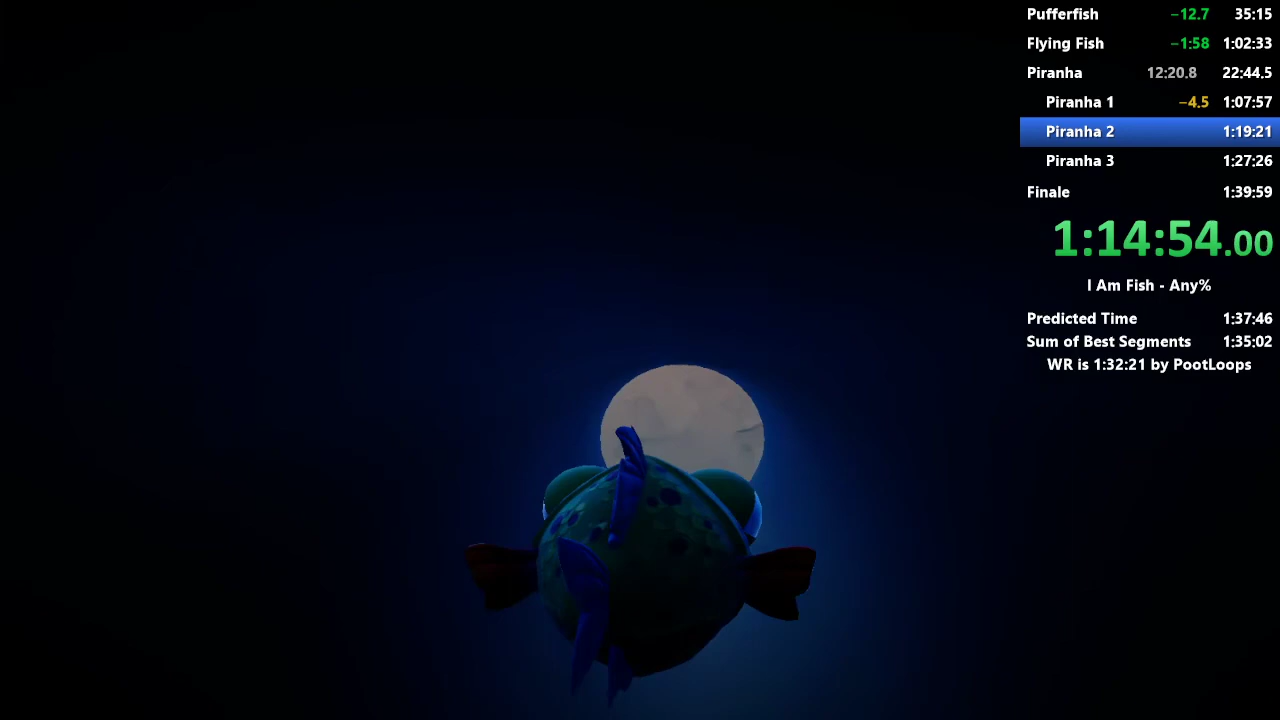 Pufferfish −12.7 35:15
Flying Fish −1:58 1:02:33
Piranha 12:20.8 22:44.5
Piranha 1 −4.5 1:07:57
Piranha 2 1:19:21
Piranha 3 1:27:26
Finale 1:39:59
1:14:54.00
I Am Fish - Any%
Predicted Time 1:37:46
Sum of Best Segments 1:35:02
WR is 1:32:21 by PootLoops